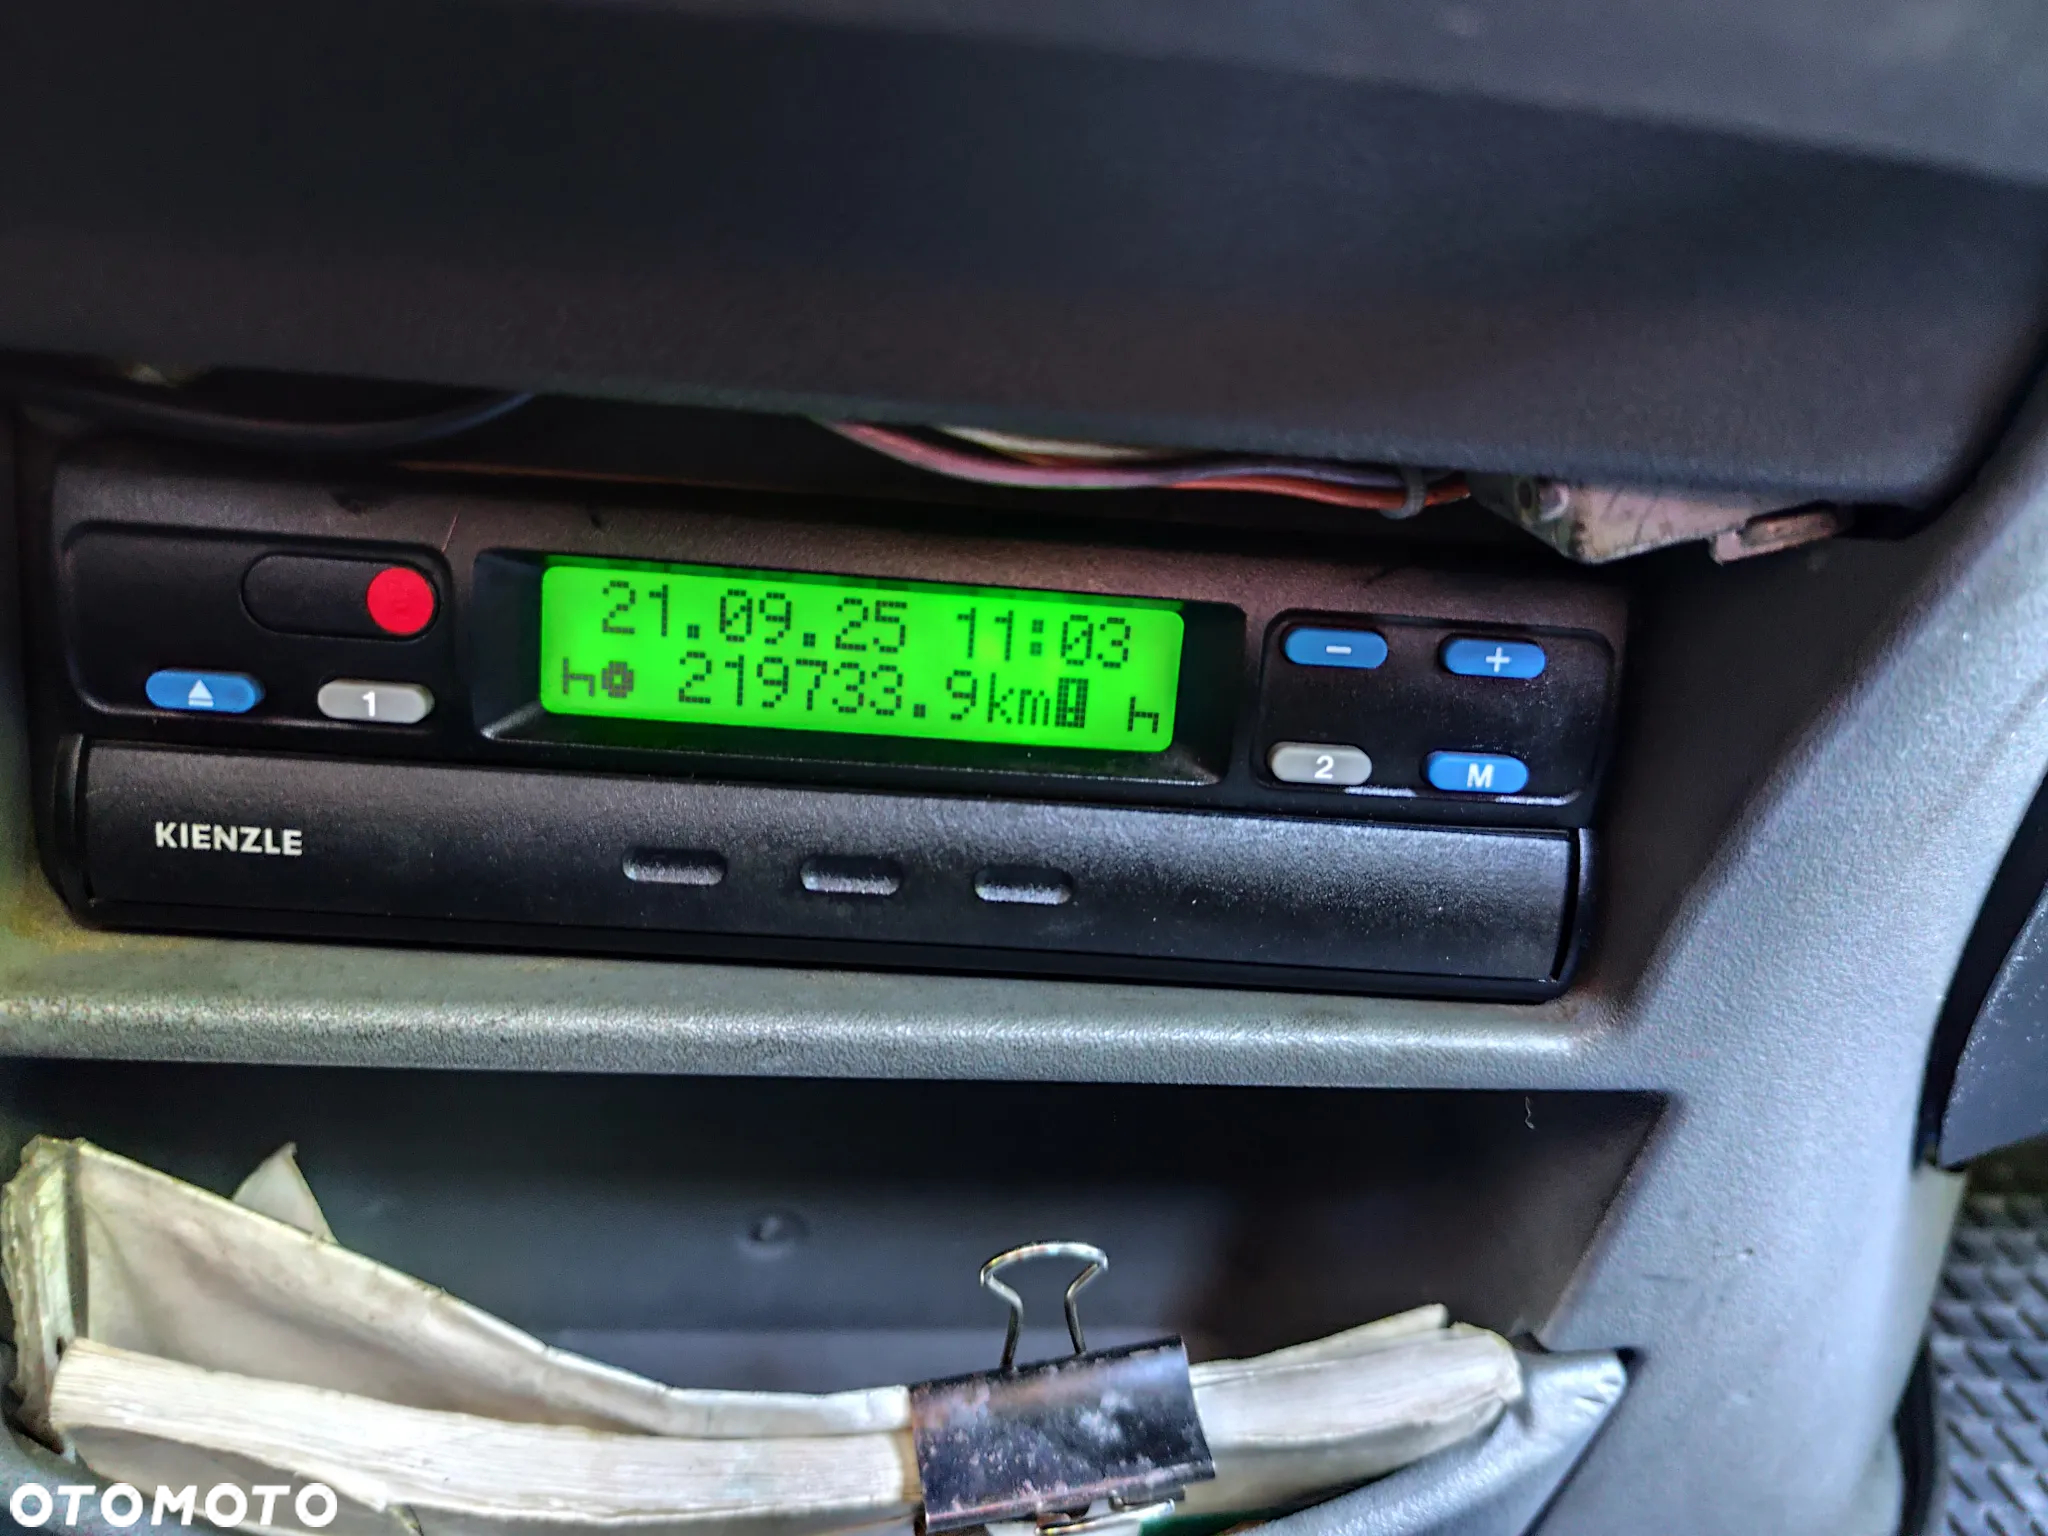 21.09.25 11:03
219733.9km
1
- +
2 M
KIENZLE
OTOMOTO